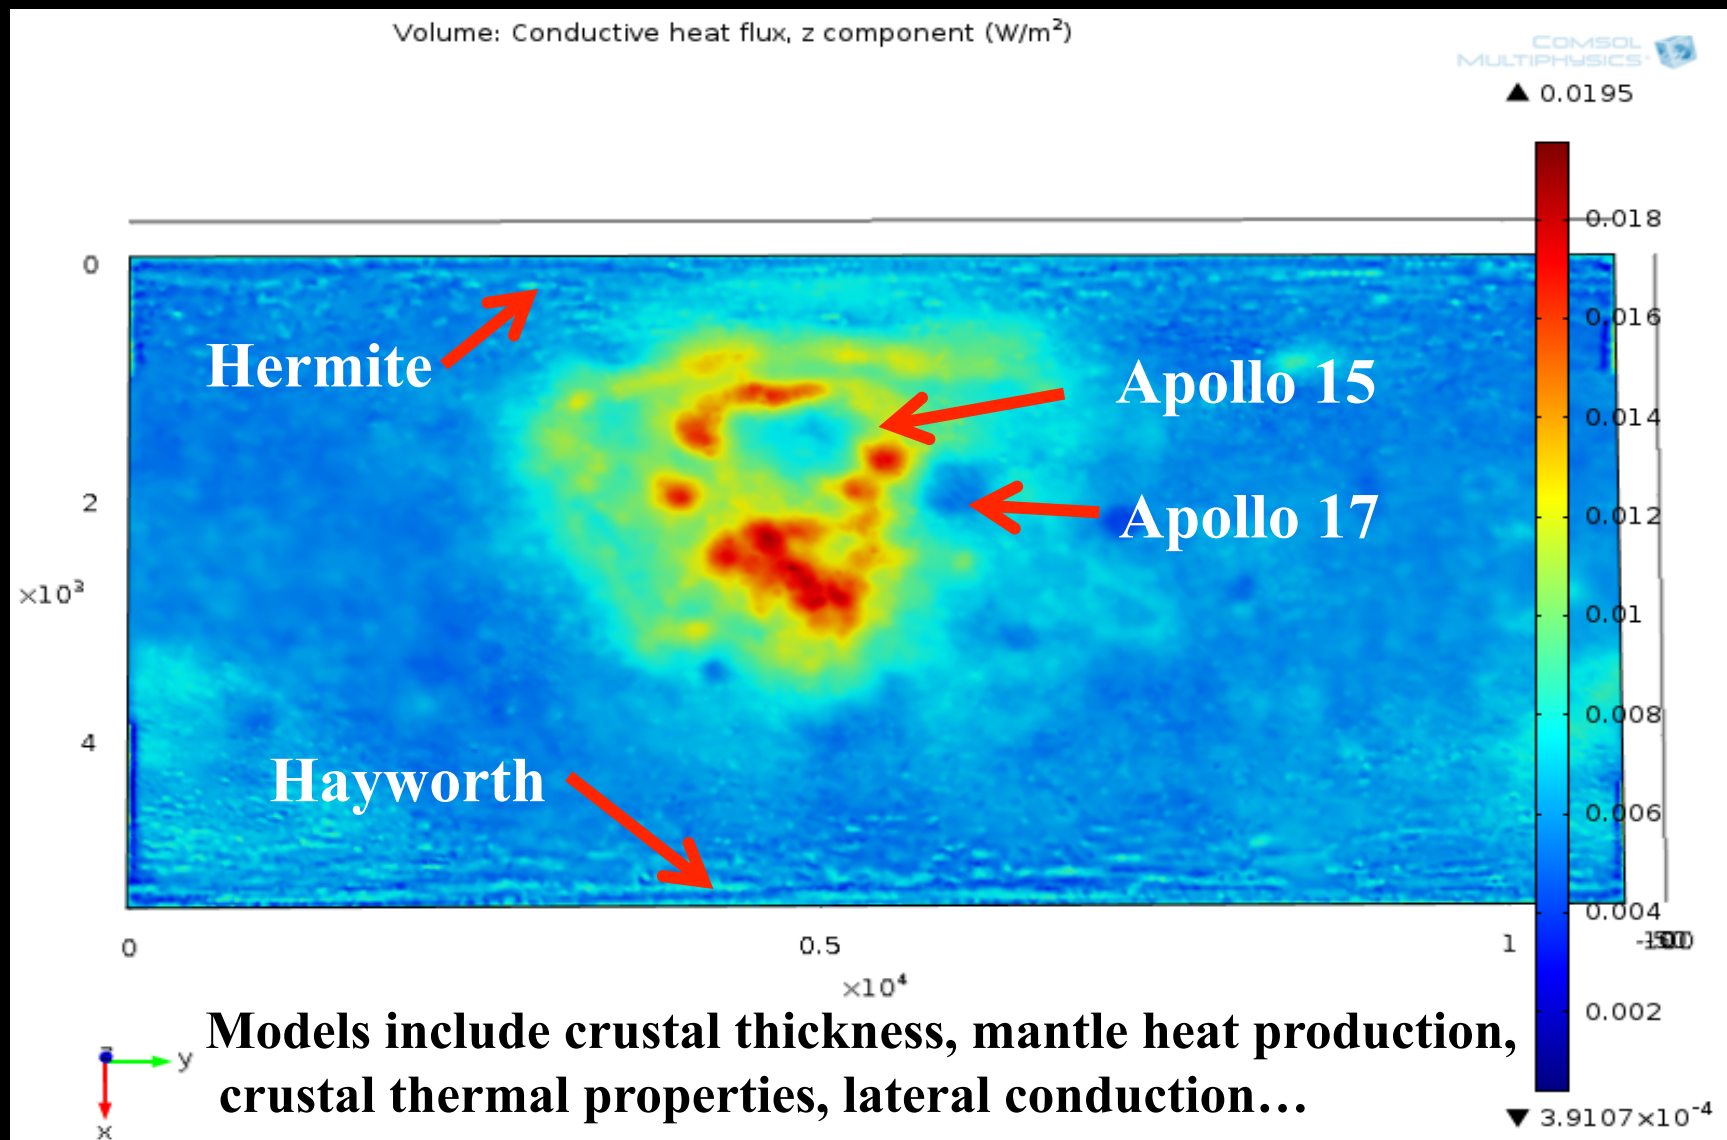 Volume: Conductive heat flux, z component (W/m²)
COMSOL
MULTIPHYSICS
▲ 0.0195
0.018
0.016
0.014
0.012
0.01
0.008
0.006
0.004
0.002
▼ 3.9107×10⁻⁴
0
2
×10³
4
Hermite
Apollo 15
Apollo 17
Hayworth
0
0.5
1
×10⁴
y
x
Models include crustal thickness, mantle heat production,
crustal thermal properties, lateral conduction…